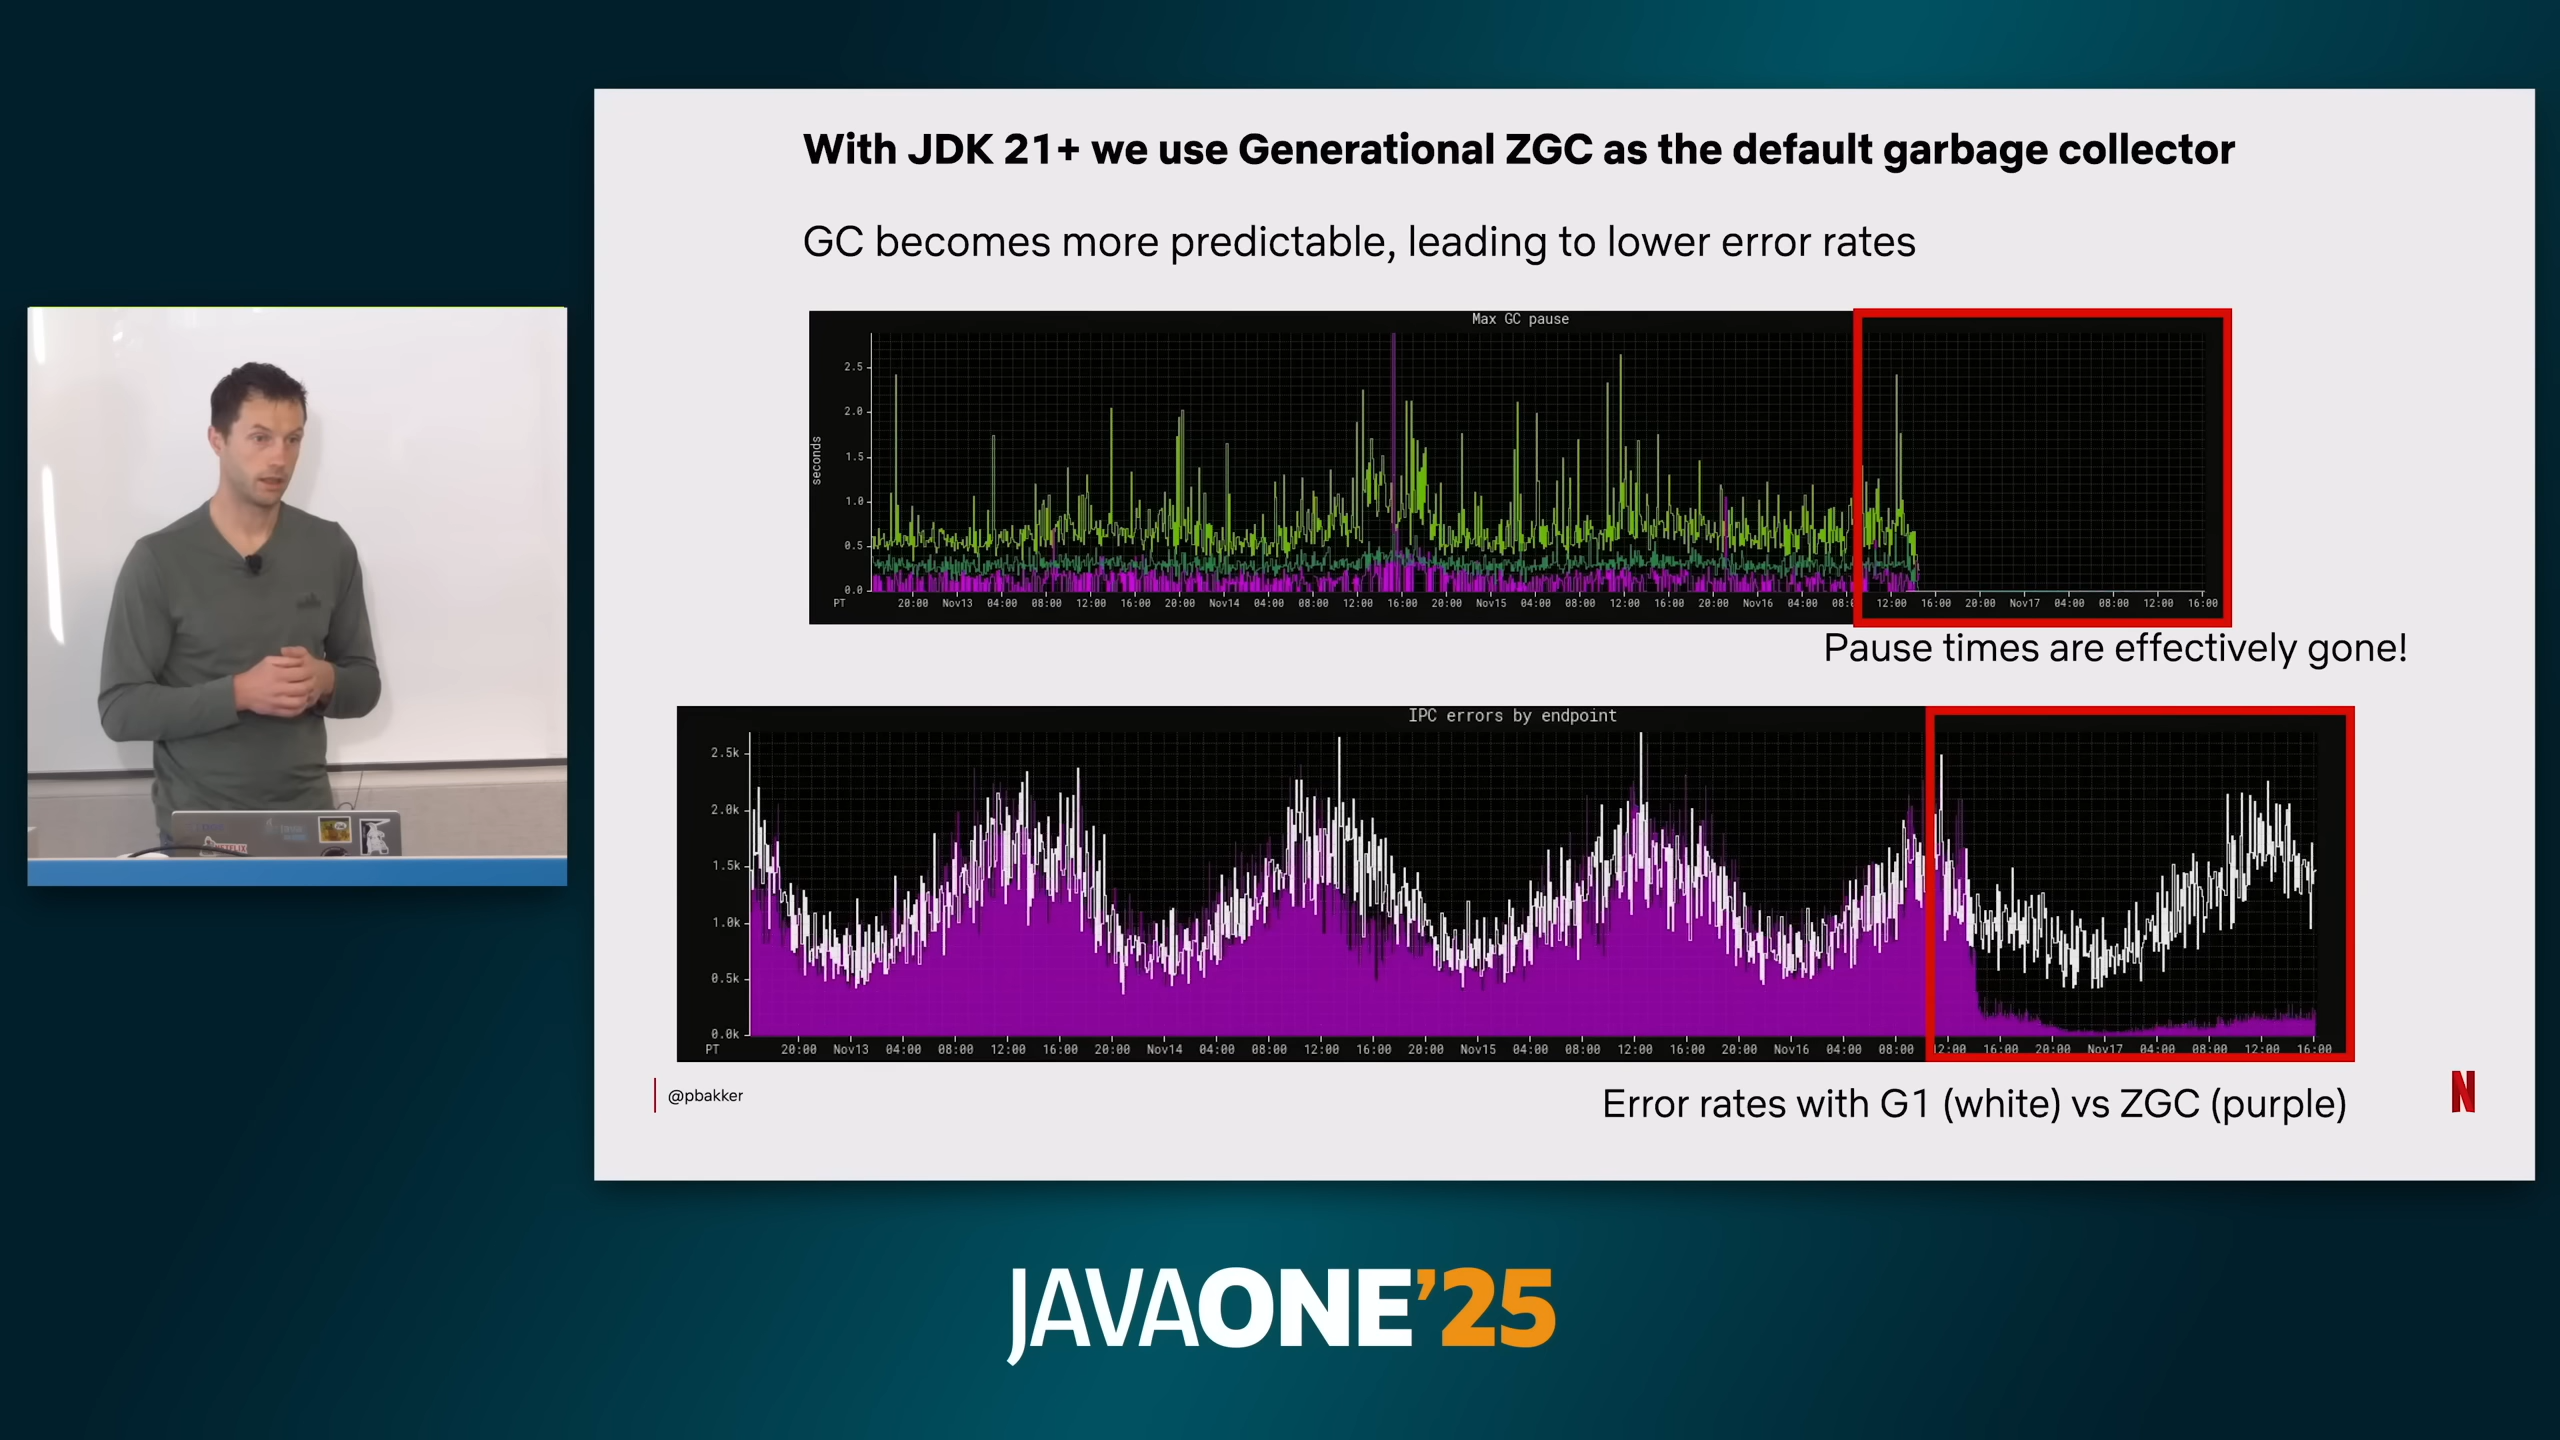 With JDK 21+ we use Generational ZGC as the default garbage collector
GC becomes more predictable, leading to lower error rates
Max GC pause
seconds
2.5
2.0
1.5
1.0
0.5
0.0
PT 20:00 Nov13 04:00 08:00 12:00 16:00 20:00 Nov14 04:00 08:00 12:00 16:00 20:00 Nov15 04:00 08:00 12:00 16:00 20:00 Nov16 04:00 12:00 16:00 20:00 Nov17 04:00 08:00 12:00 16:00
Pause times are effectively gone!
IPC errors by endpoint
2.5k
2.0k
1.5k
1.0k
0.5k
0.0k
PT 20:00 Nov13 04:00 08:00 12:00 16:00 20:00 Nov14 04:00 08:00 12:00 16:00 20:00 Nov15 04:00 08:00 12:00 16:00 20:00 Nov16 04:00 08:00 12:00 16:00 20:00 Nov17 04:00 08:00 12:00 16:00
@pbakker
Error rates with G1 (white) vs ZGC (purple)
N
NETFLIX
JAVAONE'25